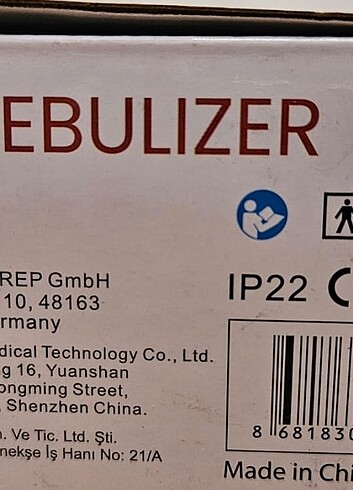 EBULIZER
REP GmbH
10, 48163
ermany
IP22 C
dical Technology Co., Ltd.
g 16, Yuanshan
ongming Street,
, Shenzhen China.
n. Ve Tic. Ltd. Şti.
nekşe İş Hanı No: 21/A
8 681830
Made in Chi